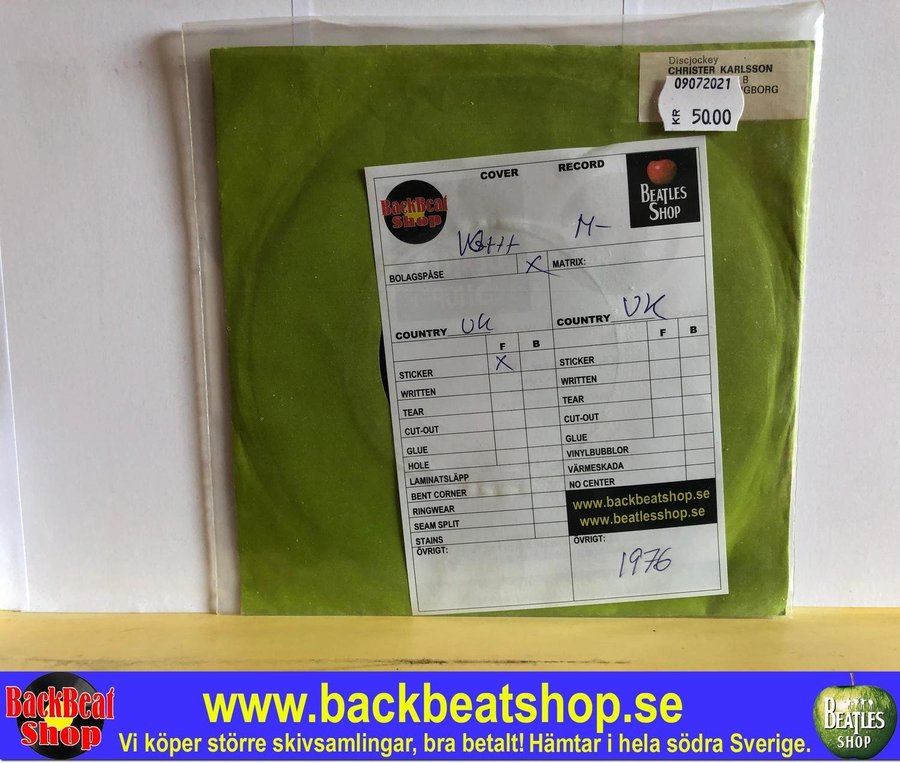 Discjockey
CHRISTER KARLSSON
B
GBORG
09072021
KR 50.00
COVER RECORD
BackBeat
Shop
BEATLES
SHOP
VG+++ M-
BOLAGSPÅSE X MATRIX:
COUNTRY UK COUNTRY UK
F B F B
STICKER X STICKER
WRITTEN WRITTEN
TEAR TEAR
CUT-OUT CUT-OUT
GLUE GLUE
HOLE VINYLBUBBLOR
LAMINATSLÄPP VÄRMESKADA
BENT CORNER NO CENTER
RINGWEAR www.backbeatshop.se
SEAM SPLIT www.beatlesshop.se
STAINS
ÖVRIGT: ÖVRIGT:
1976
BackBeat
Shop
www.backbeatshop.se
Vi köper större skivsamlingar, bra betalt! Hämtar i hela södra Sverige.
BEATLES
SHOP